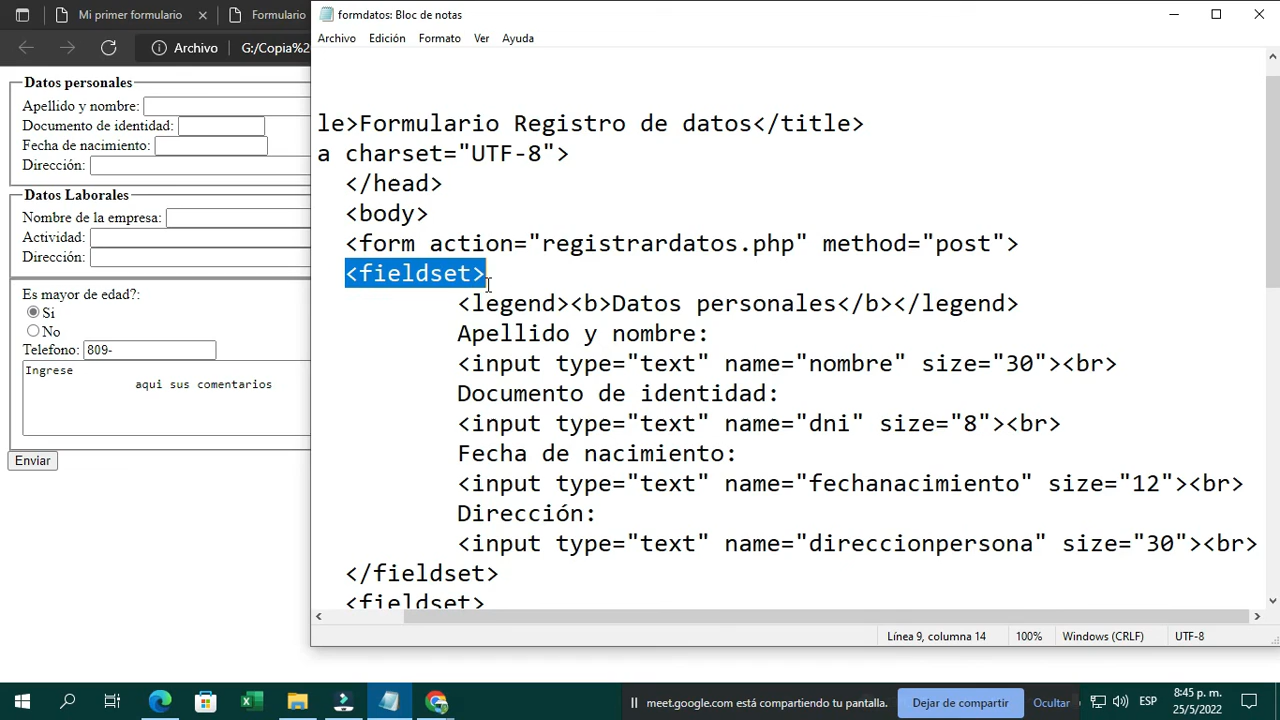 Mi primer formulario
Formulario
formdatos: Bloc de notas
Archivo
G:/Copia%2
Archivo Edición Formato Ver Ayuda
Datos personales
Apellido y nombre:
Documento de identidad:
Fecha de nacimiento:
Dirección:
Datos Laborales
Nombre de la empresa:
Actividad:
Dirección:
Es mayor de edad?:
Si
No
Telefono: 809-
Ingrese
aqui sus comentarios
Enviar
le>Formulario Registro de datos</title>
a charset="UTF-8">
</head>
<body>
<form action="registrardatos.php" method="post">
<fieldset>
<legend><b>Datos personales</b></legend>
Apellido y nombre:
<input type="text" name="nombre" size="30"><br>
Documento de identidad:
<input type="text" name="dni" size="8"><br>
Fecha de nacimiento:
<input type="text" name="fechanacimiento" size="12"><br>
Dirección:
<input type="text" name="direccionpersona" size="30"><br>
</fieldset>
<fieldset>
Línea 9, columna 14 100% Windows (CRLF) UTF-8
meet.google.com está compartiendo tu pantalla. Dejar de compartir Ocultar
ESP
8:45 p. m.
25/5/2022